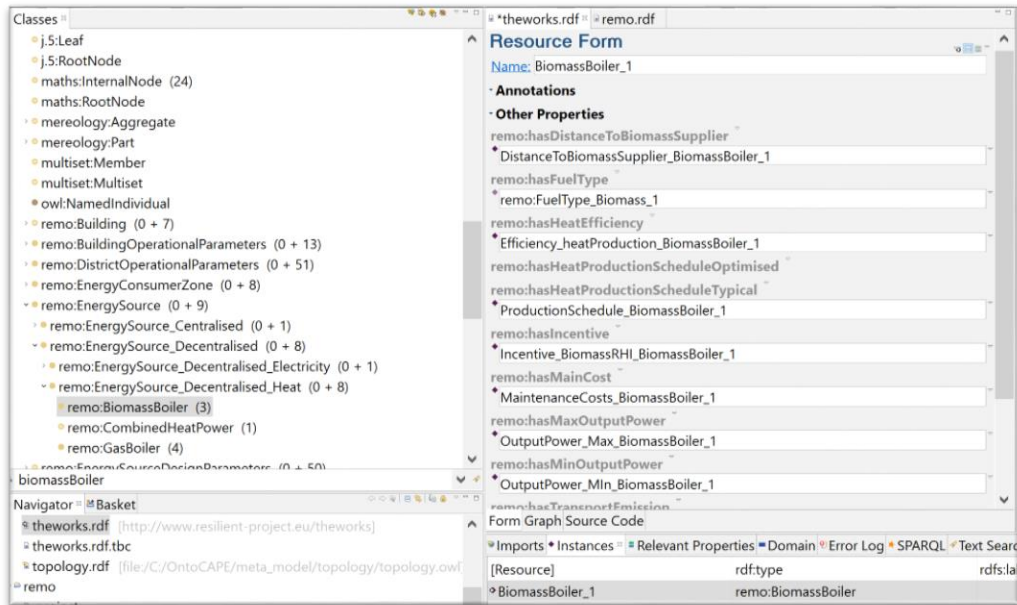 Classes
j.5:Leaf
j.5:RootNode
maths:InternalNode (24)
maths:RootNode
mereology:Aggregate
mereology:Part
multiset:Member
multiset:Multiset
owl:NamedIndividual
remo:Building (0 + 7)
remo:BuildingOperationalParameters (0 + 13)
remo:DistrictOperationalParameters (0 + 51)
remo:EnergyConsumerZone (0 + 8)
remo:EnergySource (0 + 9)
remo:EnergySource_Centralised (0 + 1)
remo:EnergySource_Decentralised (0 + 8)
remo:EnergySource_Decentralised_Electricity (0 + 1)
remo:EnergySource_Decentralised_Heat (0 + 8)
remo:BiomassBoiler (3)
remo:CombinedHeatPower (1)
remo:GasBoiler (4)
remo:EnergySourceDesignParameters (0 + 50)
biomassBoiler
Navigator Basket
theworks.rdf [http://www.resilient-project.eu/theworks]
theworks.rdf.tbc
topology.rdf [file:/C:/OntoCAPE/meta_model/topology/topology.owl
remo
*theworks.rdf remo.rdf
Resource Form
Name: BiomassBoiler_1
Annotations
Other Properties
remo:hasDistanceToBiomassSupplier
DistanceToBiomassSupplier_BiomassBoiler_1
remo:hasFuelType
remo:FuelType_Biomass_1
remo:hasHeatEfficiency
Efficiency_heatProduction_BiomassBoiler_1
remo:hasHeatProductionScheduleOptimised
remo:hasHeatProductionScheduleTypical
ProductionSchedule_BiomassBoiler_1
remo:hasIncentive
Incentive_BiomassRHI_BiomassBoiler_1
remo:hasMainCost
MaintenanceCosts_BiomassBoiler_1
remo:hasMaxOutputPower
OutputPower_Max_BiomassBoiler_1
remo:hasMinOutputPower
OutputPower_MIn_BiomassBoiler_1
remo:hasTransportEmission
Form Graph Source Code
Imports Instances Relevant Properties Domain Error Log SPARQL Text Searc
[Resource] rdf:type rdfs:la
BiomassBoiler_1 remo:BiomassBoiler